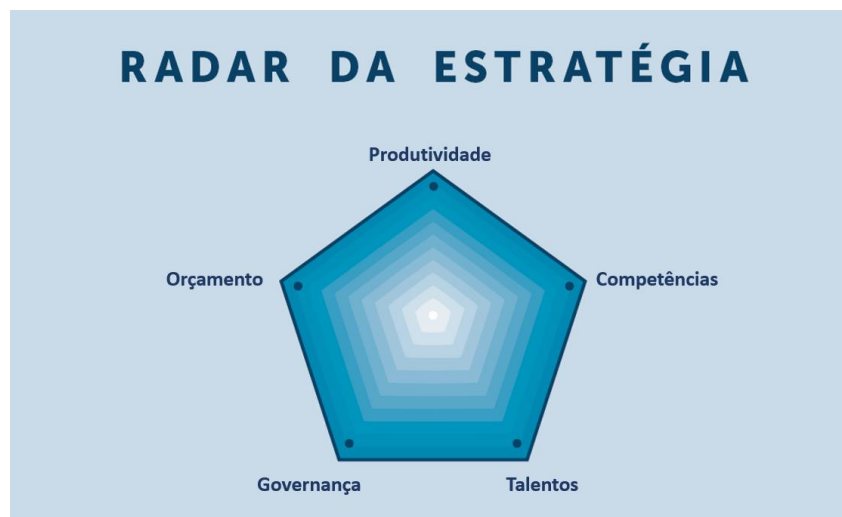 RADAR DA ESTRATÉGIA
Produtividade
Orçamento
Competências
Governança
Talentos